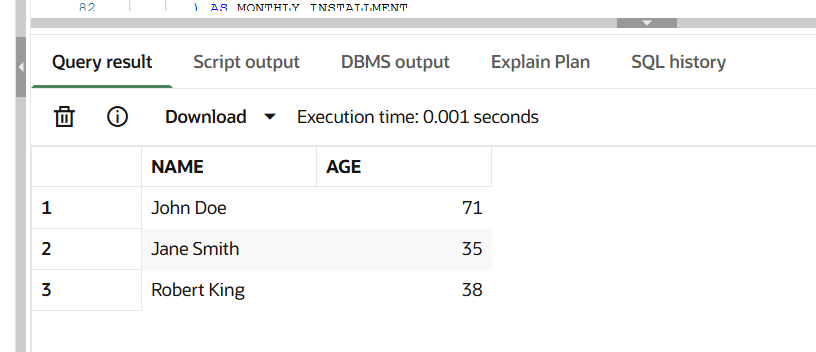 82 ) AS MONTHLY_INSTALLMENT
Query result Script output DBMS output Explain Plan SQL history
Download Execution time: 0.001 seconds
NAME AGE
1 John Doe 71
2 Jane Smith 35
3 Robert King 38